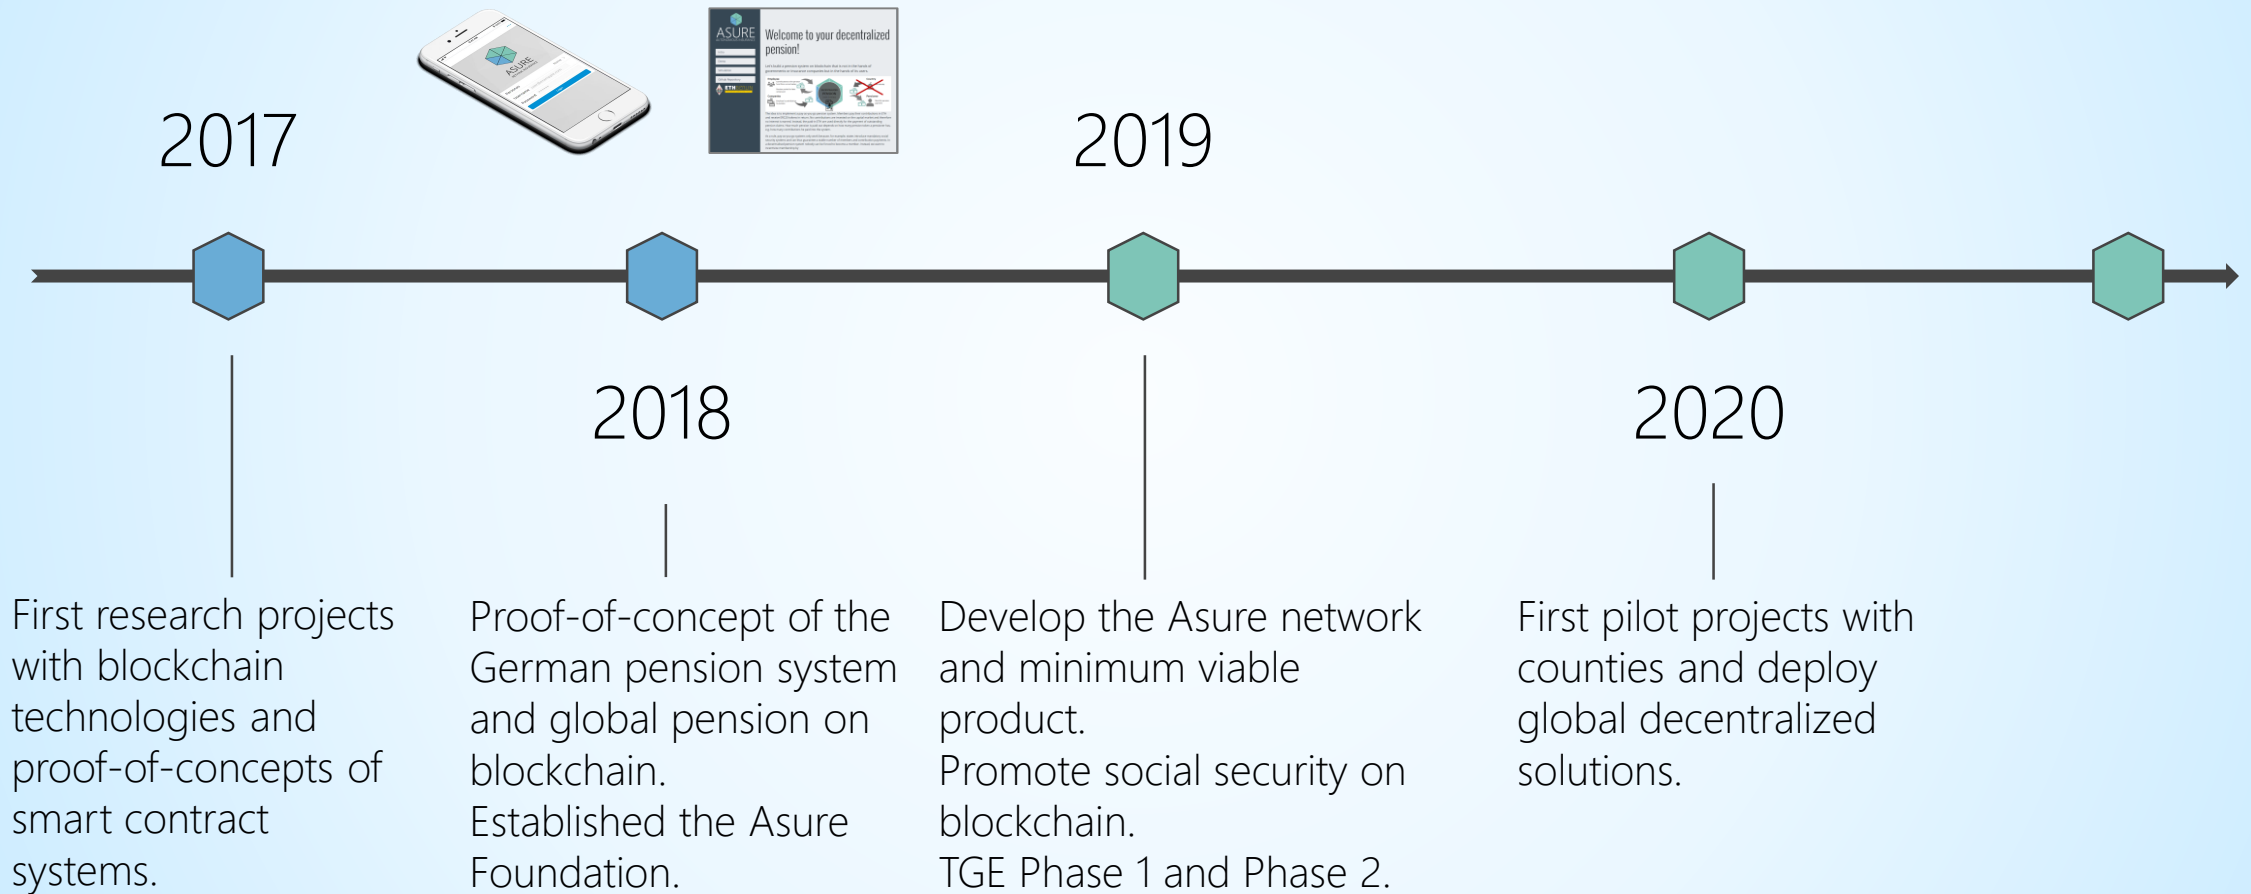 ASURE
ASURE
Welcome to your decentralized
pension!
2017
2019
2018
2020
First research projects
with blockchain
technologies and
proof-of-concepts of
smart contract
systems.
Proof-of-concept of the
German pension system
and global pension on
blockchain.
Established the Asure
Foundation.
Develop the Asure network
and minimum viable
product.
Promote social security on
blockchain.
TGE Phase 1 and Phase 2.
First pilot projects with
counties and deploy
global decentralized
solutions.